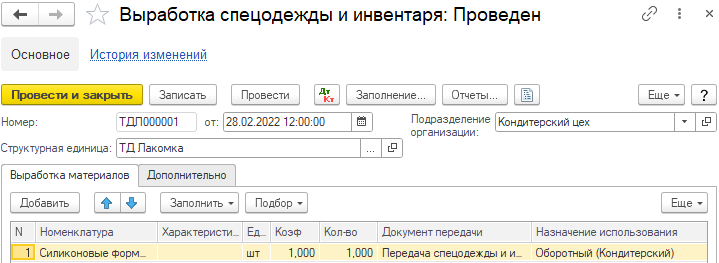 Выработка спецодежды и инвентаря: Проведен
Основное История изменений
Провести и закрыть Записать Провести Дт Кт Заполнение... Отчеты... Еще ?
Номер: ТДП000001 от: 28.02.2022 12:00:00 Подразделение организации: Кондитерский цех
Структурная единица: ТД Лакомка ...
Выработка материалов Дополнительно
Добавить Заполнить Подбор Еще
N Номенклатура Характеристи... Ед... Коэф Кол-во Документ передачи Назначение использования
1 Силиконовые форм... шт 1,000 1,000 Передача спецодежды и и... Оборотный (Кондитерский)